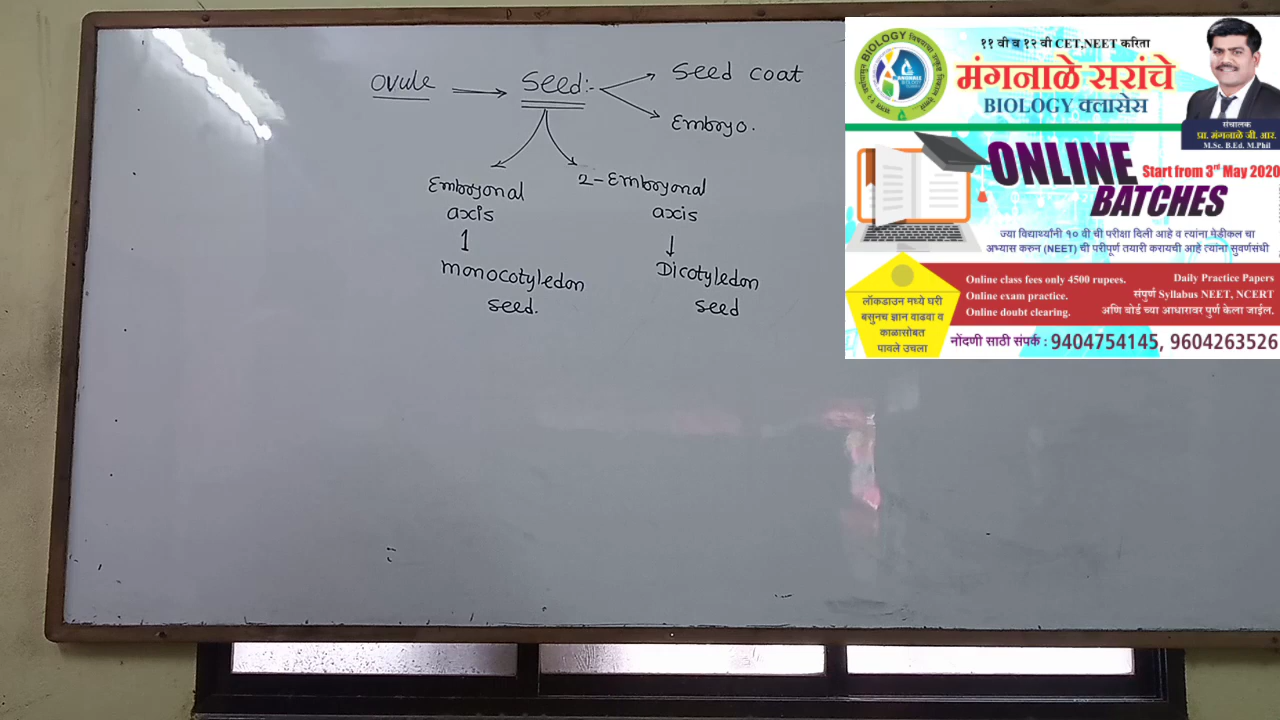 ovule
Seed:-
Seed coat
Embryo.
Embryonal
axis
monocotyledon
seed.
2-Embryonal
axis
Dicotyledon
seed
BIOLOGY
११ वी व १२ वी CET,NEET करिता
मंगनाळे सरांचे
BIOLOGY क्लासेस
संचालक
प्रा. मंगनाळे जी. आर.
M.Sc. B.Ed. M.Phil
ONLINE
Start from 3rd May 2020
BATCHES
ज्या विद्यार्थ्यांनी १० वी ची परीक्षा दिली आहे व त्यांना मेडीकल चा
अभ्यास करुन (NEET) ची परीपूर्ण तयारी करायची आहे त्यांना सुवर्णसंधी
Online class fees only 4500 rupees.
Daily Practice Papers
Online exam practice.
संपुर्ण Syllabus NEET, NCERT
Online doubt clearing.
अणि बोर्ड च्या आधारावर पुर्ण केला जाईल.
लॉकडाउन मध्ये घरी
बसुनच ज्ञान वाढवा व
काळासोबत
पावले उचला
नोंदणी साठी संपर्क : 9404754145, 9604263526